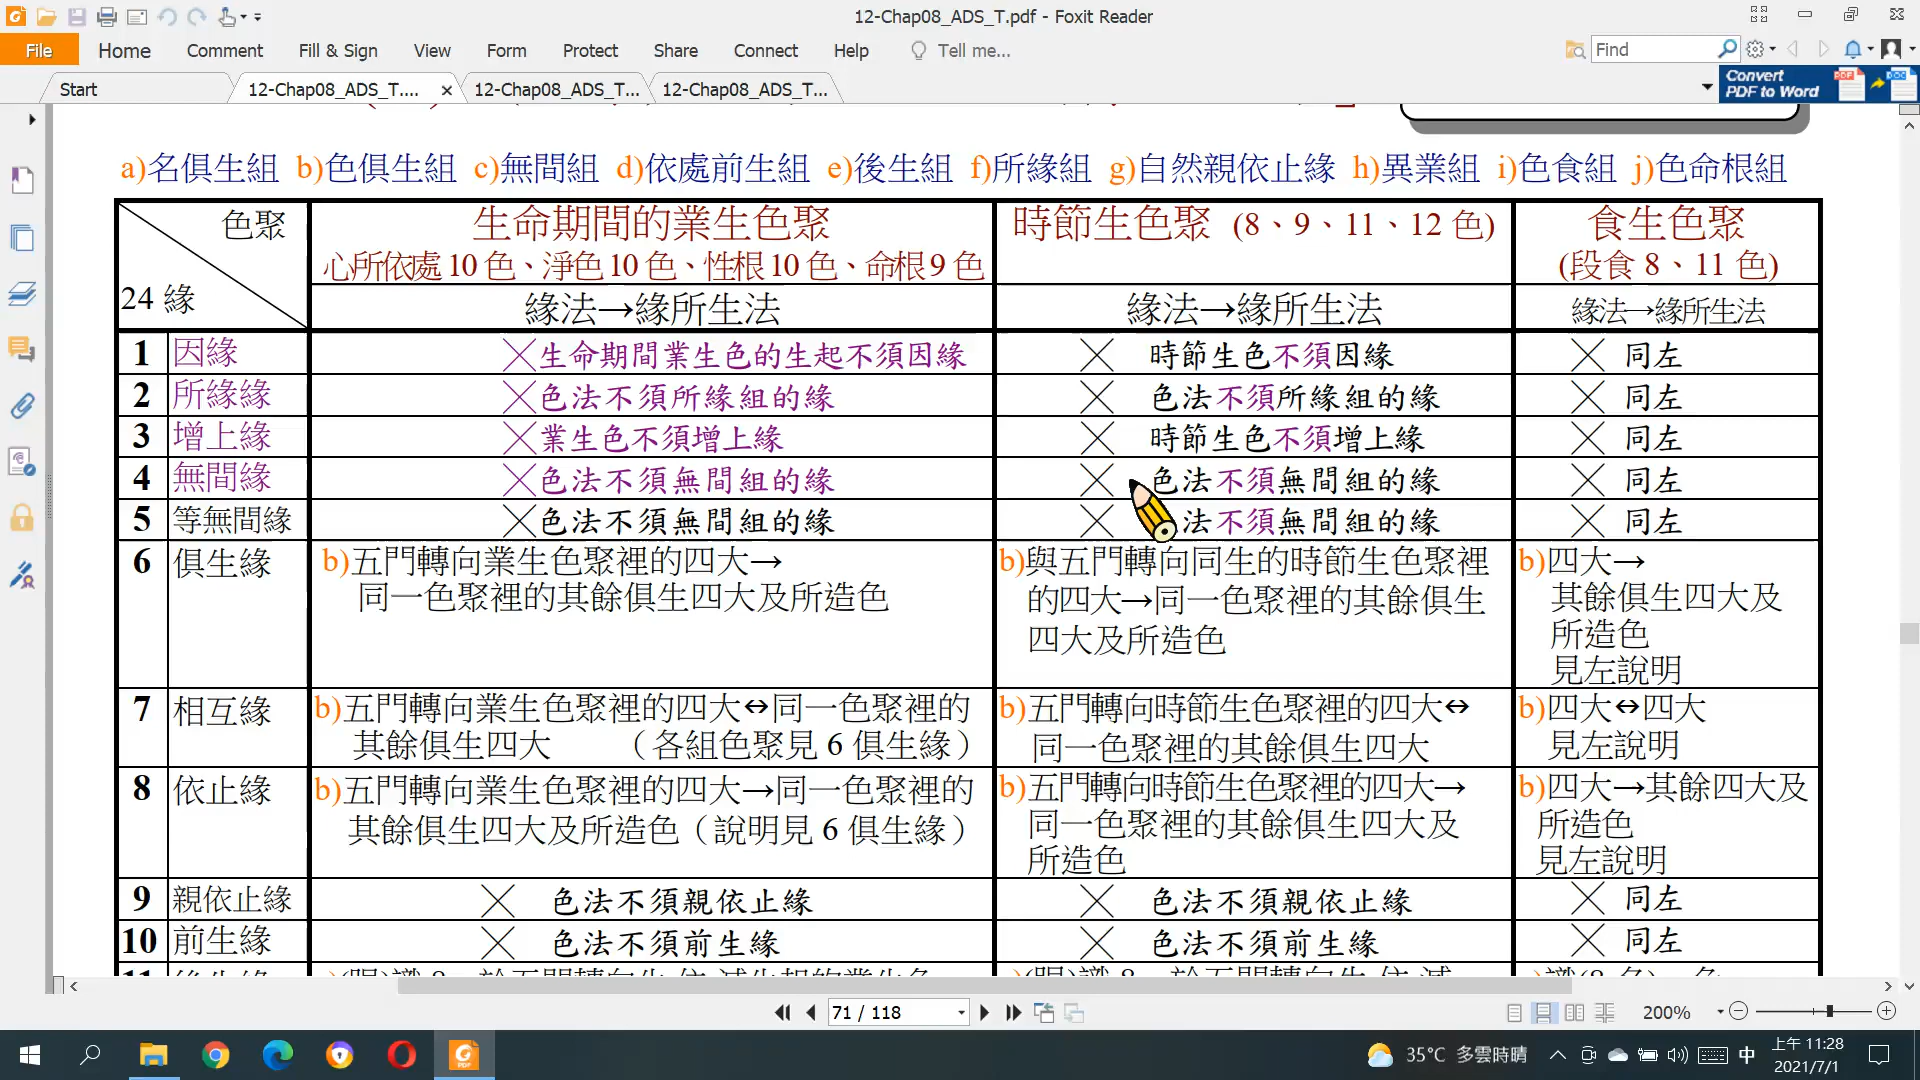 12-Chap08_ADS_T.pdf - Foxit Reader
File Home Comment Fill & Sign View Form Protect Share Connect Help Tell me... Find
Start 12-Chap08_ADS_T.... 12-Chap08_ADS_T... 12-Chap08_ADS_T...
Convert
PDF to Word
a)名俱生組 b)色俱生組 c)無間組 d)依處前生組 e)後生組 f)所緣組 g)自然親依止緣 h)異業組 i)色食組 j)色命根組
色聚
24 緣
生命期間的業生色聚
心所依處10色、淨色10色、性根10色、命根9色
緣法→緣所生法
時節生色聚 (8、9、11、12 色)
緣法→緣所生法
食生色聚
(段食 8、11 色)
緣法→緣所生法
1 因緣 ╳生命期間業生色的生起不須因緣 ╳ 時節生色不須因緣 ╳ 同左
2 所緣緣 ╳色法不須所緣組的緣 ╳ 色法不須所緣組的緣 ╳ 同左
3 增上緣 ╳業生色不須增上緣 ╳ 時節生色不須增上緣 ╳ 同左
4 無間緣 ╳色法不須無間組的緣 ╳ 色法不須無間組的緣 ╳ 同左
5 等無間緣 ╳色法不須無間組的緣 ╳ 法不須無間組的緣 ╳ 同左
6 俱生緣
b)五門轉向業生色聚裡的四大→
同一色聚裡的其餘俱生四大及所造色
b)與五門轉向同生的時節生色聚裡
的四大→同一色聚裡的其餘俱生
四大及所造色
b)四大→
其餘俱生四大及
所造色
見左說明
7 相互緣
b)五門轉向業生色聚裡的四大↔同一色聚裡的
其餘俱生四大 （各組色聚見 6 俱生緣）
b)五門轉向時節生色聚裡的四大↔
同一色聚裡的其餘俱生四大
b)四大↔四大
見左說明
8 依止緣
b)五門轉向業生色聚裡的四大→同一色聚裡的
其餘俱生四大及所造色（說明見 6 俱生緣）
b)五門轉向時節生色聚裡的四大→
同一色聚裡的其餘俱生四大及
所造色
b)四大→其餘四大及
所造色
見左說明
9 親依止緣 ╳ 色法不須親依止緣 ╳ 色法不須親依止緣 ╳ 同左
10 前生緣 ╳ 色法不須前生緣 ╳ 色法不須前生緣 ╳ 同左
71 / 118
200%
35°C 多雲時晴
中
上午 11:28
2021/7/1